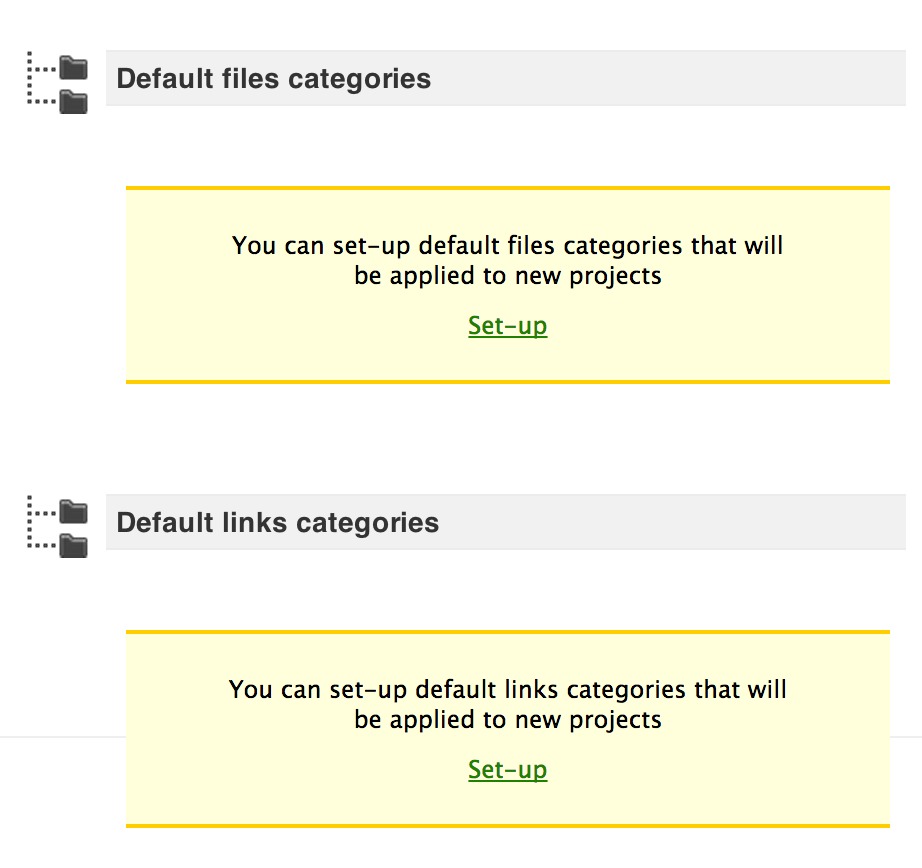 Default files categories
You can set-up default files categories that will
be applied to new projects
Set-up
Default links categories
You can set-up default links categories that will
be applied to new projects
Set-up